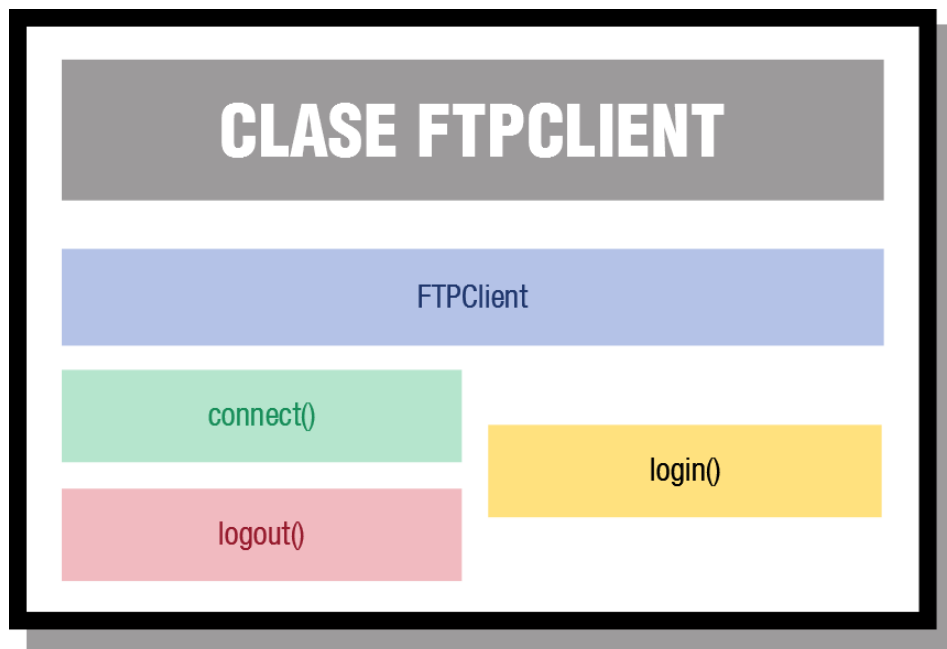 CLASE FTPCLIENT
FTPClient
connect()
login()
logout()